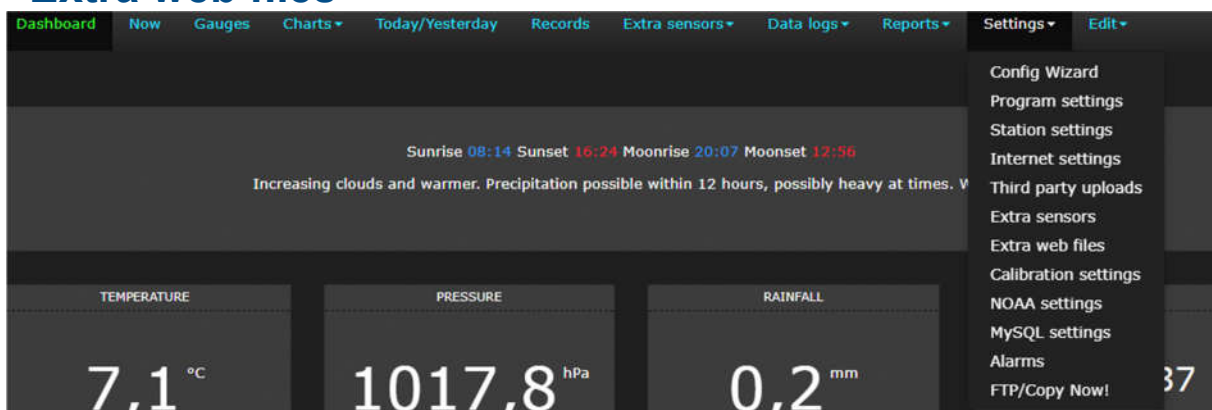 Extra web files
Dashboard Now Gauges Charts Today/Yesterday Records Extra sensors Data logs Reports Settings Edit
Config Wizard
Program settings
Station settings
Sunrise 08:14 Sunset 16:24 Moonrise 20:07 Moonset 12:56
Internet settings
Increasing clouds and warmer. Precipitation possible within 12 hours, possibly heavy at times.
Third party uploads
Extra sensors
Extra web files
Calibration settings
TEMPERATURE PRESSURE RAINFALL
NOAA settings
MySQL settings
Alarms
FTP/Copy Now!
7,1 °C 1017,8 hPa 0,2 mm 37